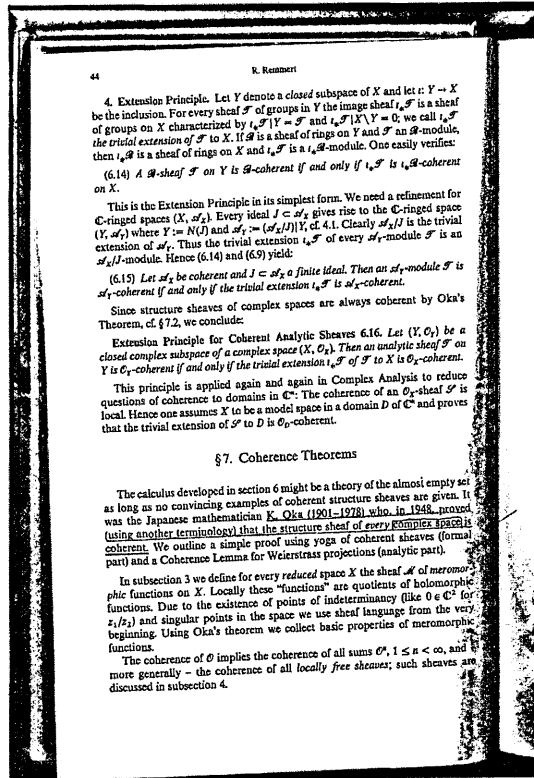 44
R. Remmert
4. Extension Principle. Let Y denote a closed subspace of X and let ι: Y → X
be the inclusion. For every sheaf 𝒯 of groups in Y the image sheaf ι⁎𝒯 is a sheaf
of groups on X characterized by ι⁎𝒯|Y = 𝒯 and ι⁎𝒯|X\Y = 0; we call ι⁎𝒯
the trivial extension of 𝒯 to X. If ℛ is a sheaf of rings on Y and 𝒯 an ℛ-module,
then ι⁎ℛ is a sheaf of rings on X and ι⁎𝒯 is a ι⁎ℛ-module. One easily verifies:
(6.14) A ℛ-sheaf 𝒯 on Y is ℛ-coherent if and only if ι⁎𝒯 is ι⁎ℛ-coherent
on X.
This is the Extension Principle in its simplest form. We need a refinement for
ℂ-ringed spaces (X, 𝒜_X). Every ideal J ⊂ 𝒜_X gives rise to the ℂ-ringed space
(Y, 𝒜_Y) where Y := N(J) and 𝒜_Y := (𝒜_X/J)|Y, cf. 4.1. Clearly 𝒜_X/J is the trivial
extension of 𝒜_Y. Thus the trivial extension ι⁎𝒯 of every 𝒜_Y-module 𝒯 is an
𝒜_X/J-module. Hence (6.14) and (6.9) yield:
(6.15) Let 𝒜_X be coherent and J ⊂ 𝒜_X a finite ideal. Then an 𝒜_Y-module 𝒯 is
𝒜_Y-coherent if and only if the trivial extension ι⁎𝒯 is 𝒜_X-coherent.
Since structure sheaves of complex spaces are always coherent by Oka's
Theorem, cf. §7.2, we conclude:
Extension Principle for Coherent Analytic Sheaves 6.16. Let (Y, 𝒪_Y) be a
closed complex subspace of a complex space (X, 𝒪_X). Then an analytic sheaf 𝒯 on
Y is 𝒪_Y-coherent if and only if the trivial extension ι⁎𝒯 of 𝒯 to X is 𝒪_X-coherent.
This principle is applied again and again in Complex Analysis to reduce
questions of coherence to domains in ℂⁿ: The coherence of an 𝒪_X-sheaf 𝒮 is
local. Hence one assumes X to be a model space in a domain D of ℂⁿ and proves
that the trivial extension of 𝒮 to D is 𝒪_D-coherent.
§7. Coherence Theorems
The calculus developed in section 6 might be a theory of the almost empty set
as long as no convincing examples of coherent structure sheaves are given. It
was the Japanese mathematician K. Oka (1901–1978) who, in 1948, proved
(using another terminology) that the structure sheaf of every complex space is
coherent. We outline a simple proof using yoga of coherent sheaves (formal
part) and a Coherence Lemma for Weierstrass projections (analytic part).
In subsection 3 we define for every reduced space X the sheaf ℳ of meromor-
phic functions on X. Locally these "functions" are quotients of holomorphic
functions. Due to the existence of points of indeterminancy (like 0 ∈ ℂ² for
z₁/z₂) and singular points in the space we use sheaf language from the very
beginning. Using Oka's theorem we collect basic properties of meromorphic
functions.
The coherence of 𝒪 implies the coherence of all sums 𝒪ⁿ, 1 ≤ n < ∞, and –
more generally – the coherence of all locally free sheaves; such sheaves are
discussed in subsection 4.